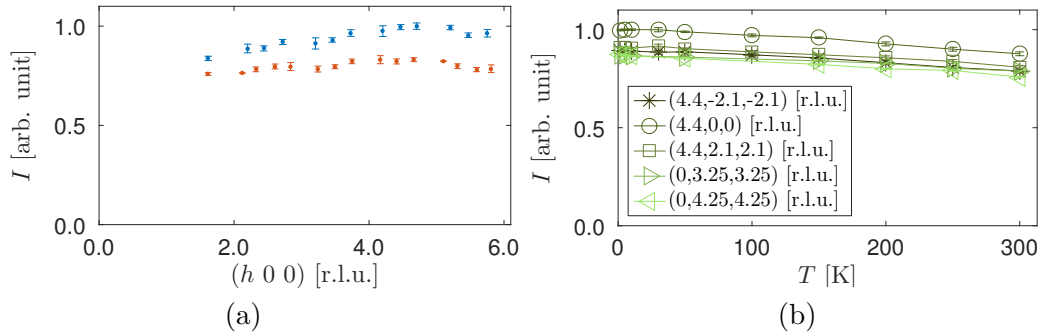 1.0
0.5
0.0
I [arb. unit]
0.0
2.0
4.0
6.0
(h 0 0) [r.l.u.]
(a)
1.0
0.5
0.0
I [arb. unit]
(4.4,-2.1,-2.1) [r.l.u.]
(4.4,0,0) [r.l.u.]
(4.4,2.1,2.1) [r.l.u.]
(0,3.25,3.25) [r.l.u.]
(0,4.25,4.25) [r.l.u.]
0
100
200
300
T [K]
(b)